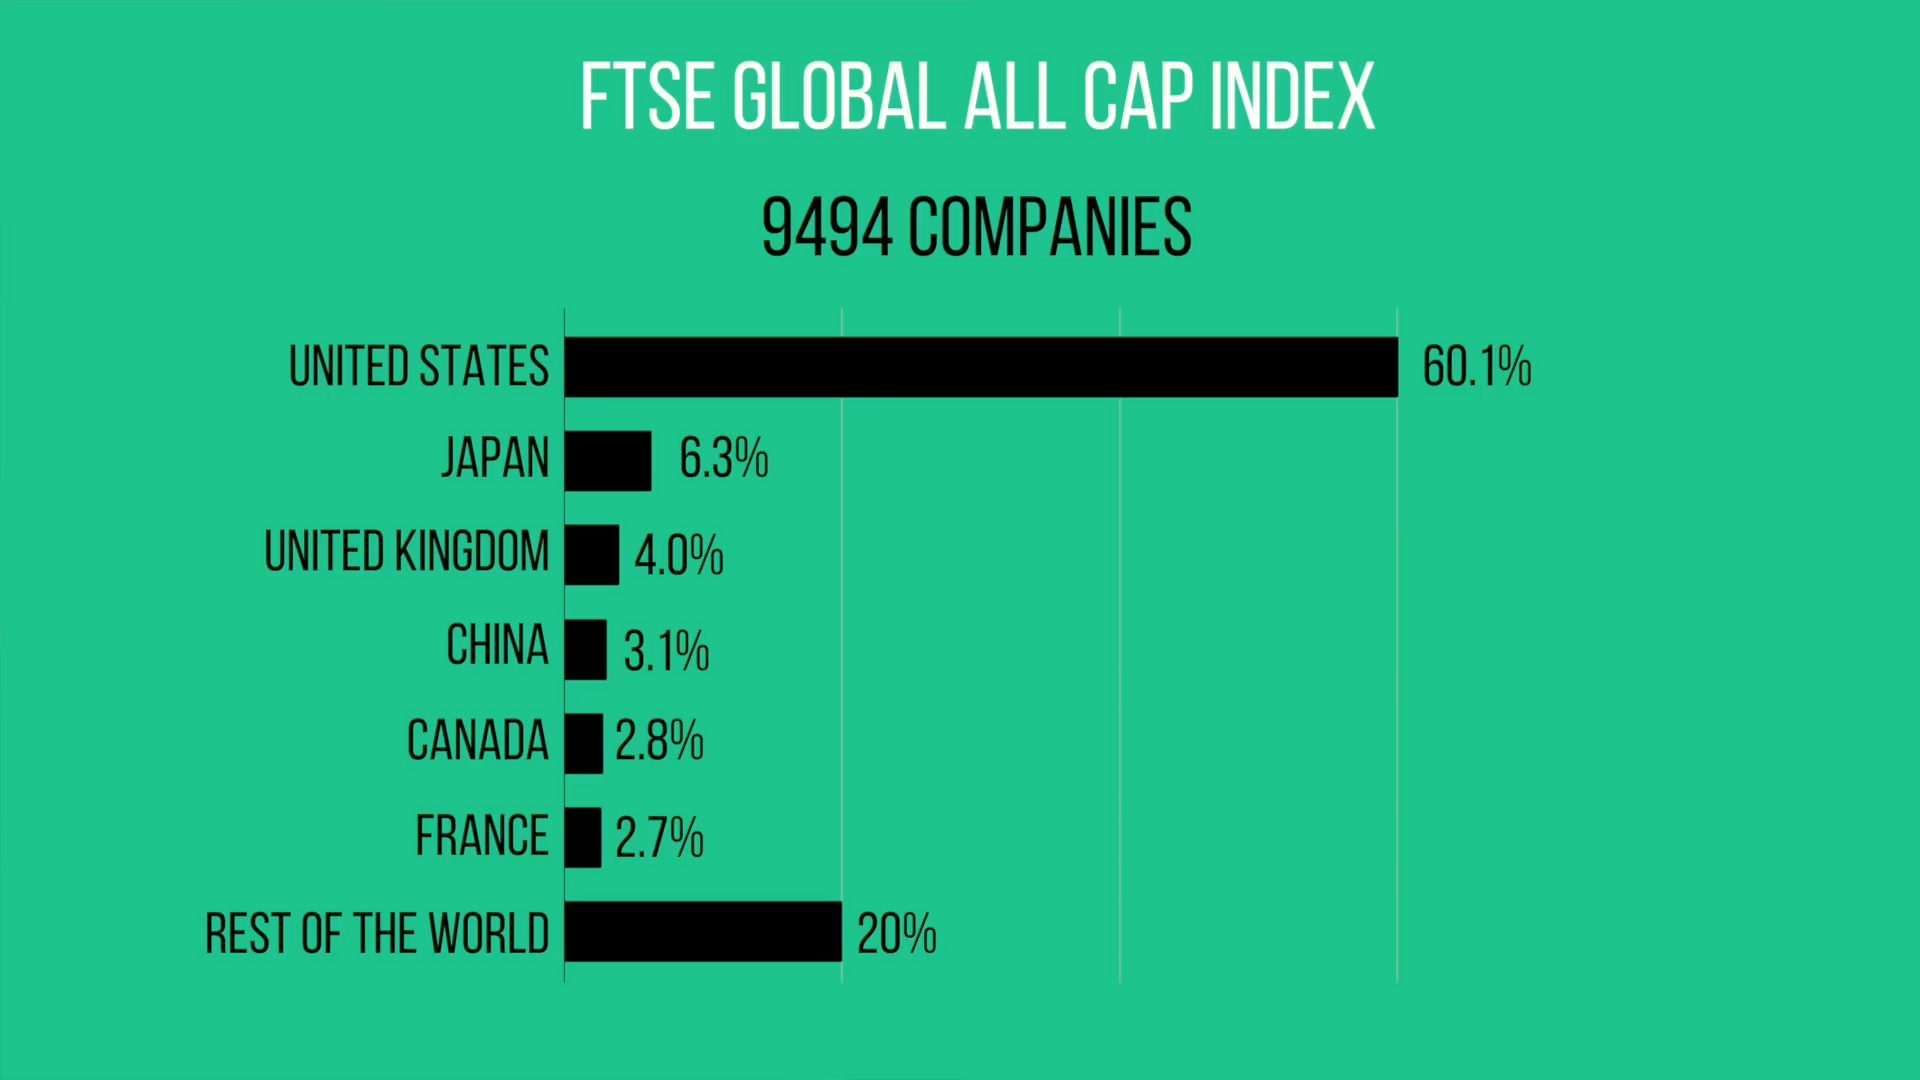 FTSE GLOBAL ALL CAP INDEX
9494 COMPANIES
UNITED STATES 60.1%
JAPAN 6.3%
UNITED KINGDOM 4.0%
CHINA 3.1%
CANADA 2.8%
FRANCE 2.7%
REST OF THE WORLD 20%